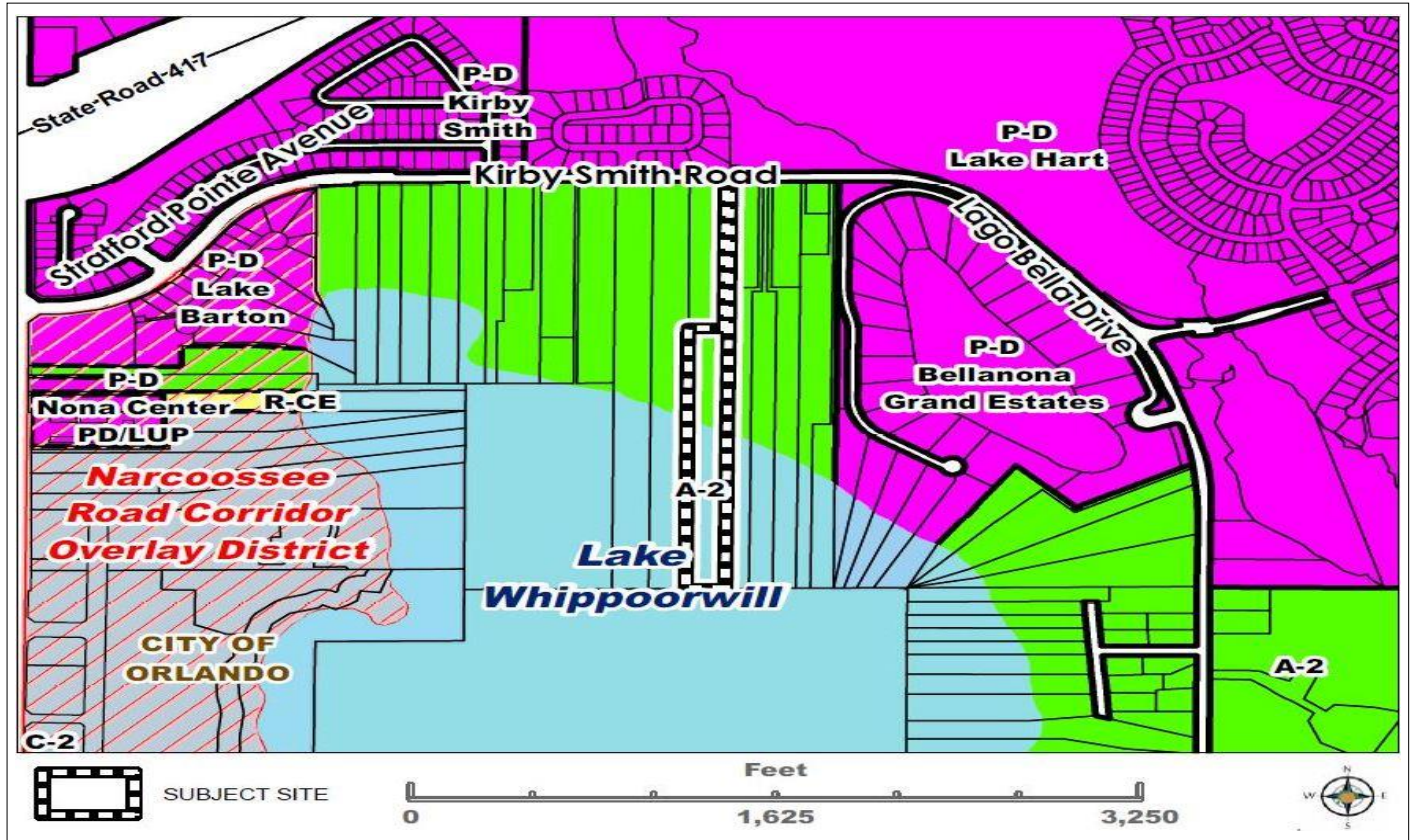 State-Road-417
P-D
Kirby
Smith
P-D
Lake Hart
Stratford Pointe Avenue
Kirby Smith Road
Lago Bella Drive
P-D
Lake
Barton
P-D
Bellanona
Grand Estates
P-D
Nona Center
PD/LUP
R-CE
Narcoossee
Road Corridor
Overlay District
A-2
Lake
Whippoorwill
CITY OF
ORLANDO
A-2
C-2
SUBJECT SITE
Feet
0
1,625
3,250
N
W
E
S